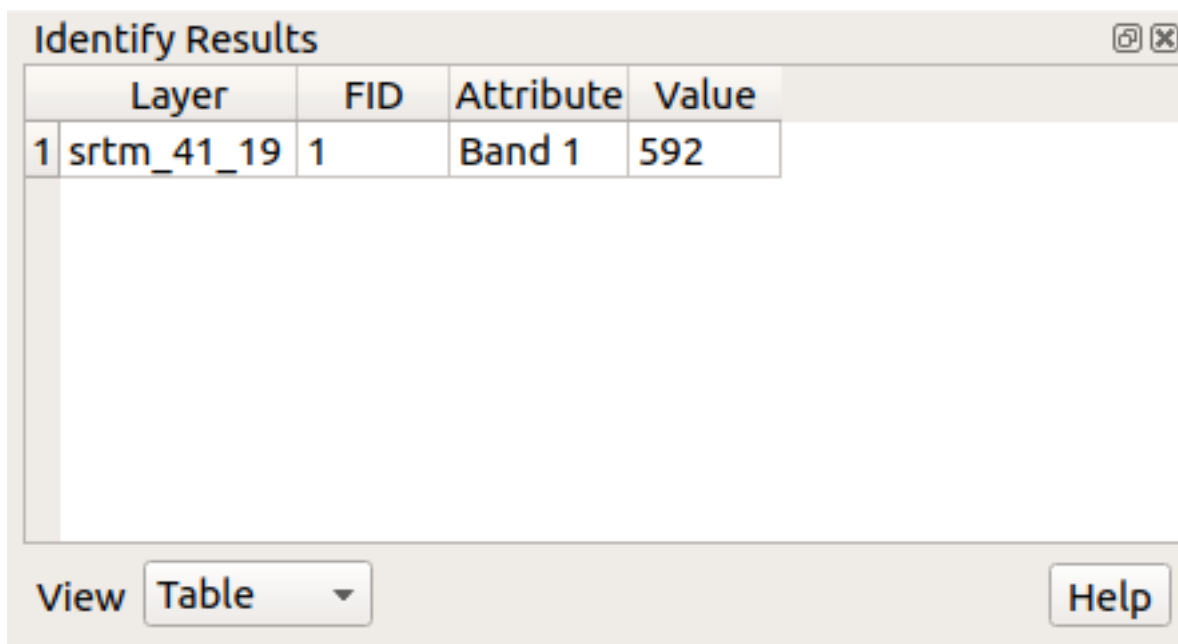 Identify Results
Layer FID Attribute Value
1 srtm_41_19 1 Band 1 592
View Table Help